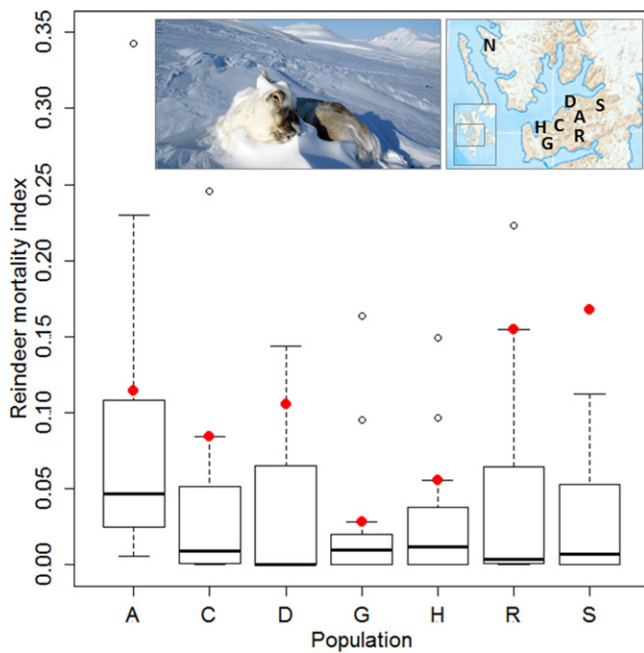 0.35
0.30
0.25
0.20
0.15
0.10
0.05
0.00
Reindeer mortality index
N
D S
A
H C
R
G
A C D G H R S
Population